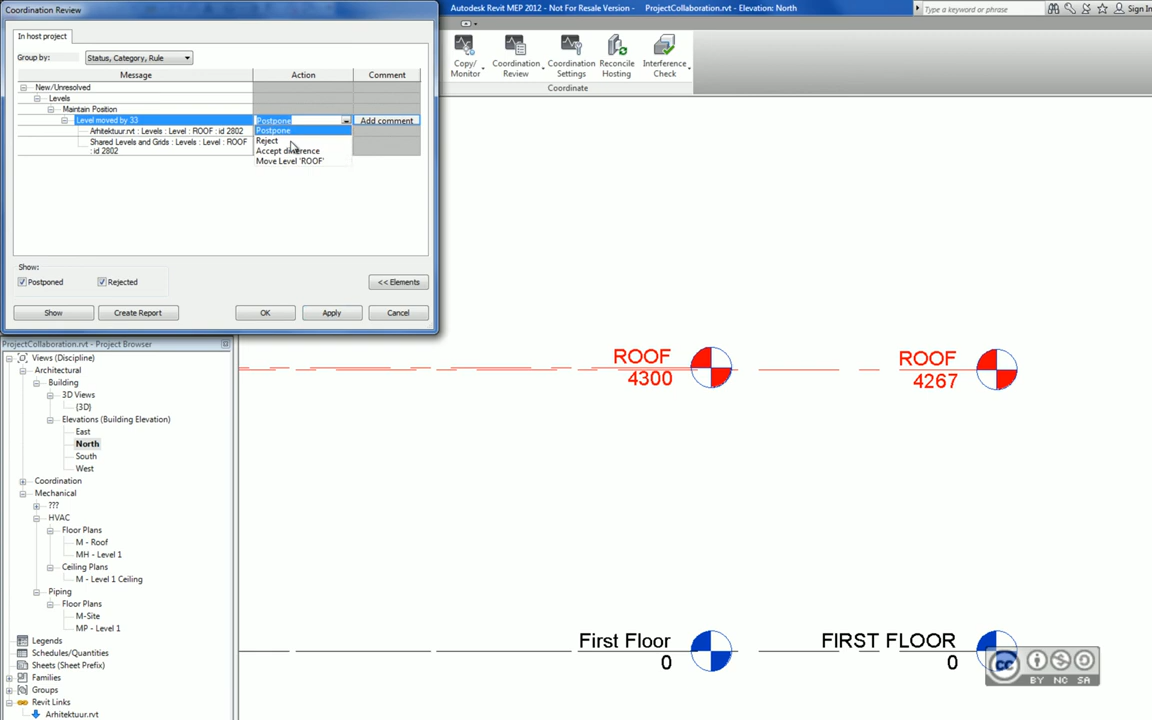 Coordination Review
In host project
Group by:
Status, Category, Rule
Message
Action
Comment
New/Unresolved
Levels
Maintain Position
Level moved by 33
Postpone
Add comment
Arhitektuur.rvt : Levels : Level : ROOF : id 2802
Shared Levels and Grids : Levels : Level : ROOF
: id 2802
Postpone
Reject
Accept difference
Move Level 'ROOF'
Show:
Postponed
Rejected
<< Elements
Show
Create Report
OK
Apply
Cancel
Autodesk Revit MEP 2012 - Not For Resale Version -
ProjectCollaboration.rvt - Elevation: North
Type a keyword or phrase
Sign In
Copy/
Monitor
Coordination
Review
Coordination
Settings
Reconcile
Hosting
Interference
Check
Coordinate
ProjectCollaboration.rvt - Project Browser
Views (Discipline)
Architectural
Building
3D Views
{3D}
Elevations (Building Elevation)
East
North
South
West
Coordination
Mechanical
???
HVAC
Floor Plans
M - Roof
MH - Level 1
Ceiling Plans
M - Level 1 Ceiling
Piping
Floor Plans
M-Site
MP - Level 1
Legends
Schedules/Quantities
Sheets (Sheet Prefix)
Families
Groups
Revit Links
Arhitektuur.rvt
ROOF
4300
ROOF
4267
First Floor
0
FIRST FLOOR
0
cc
BY NC SA